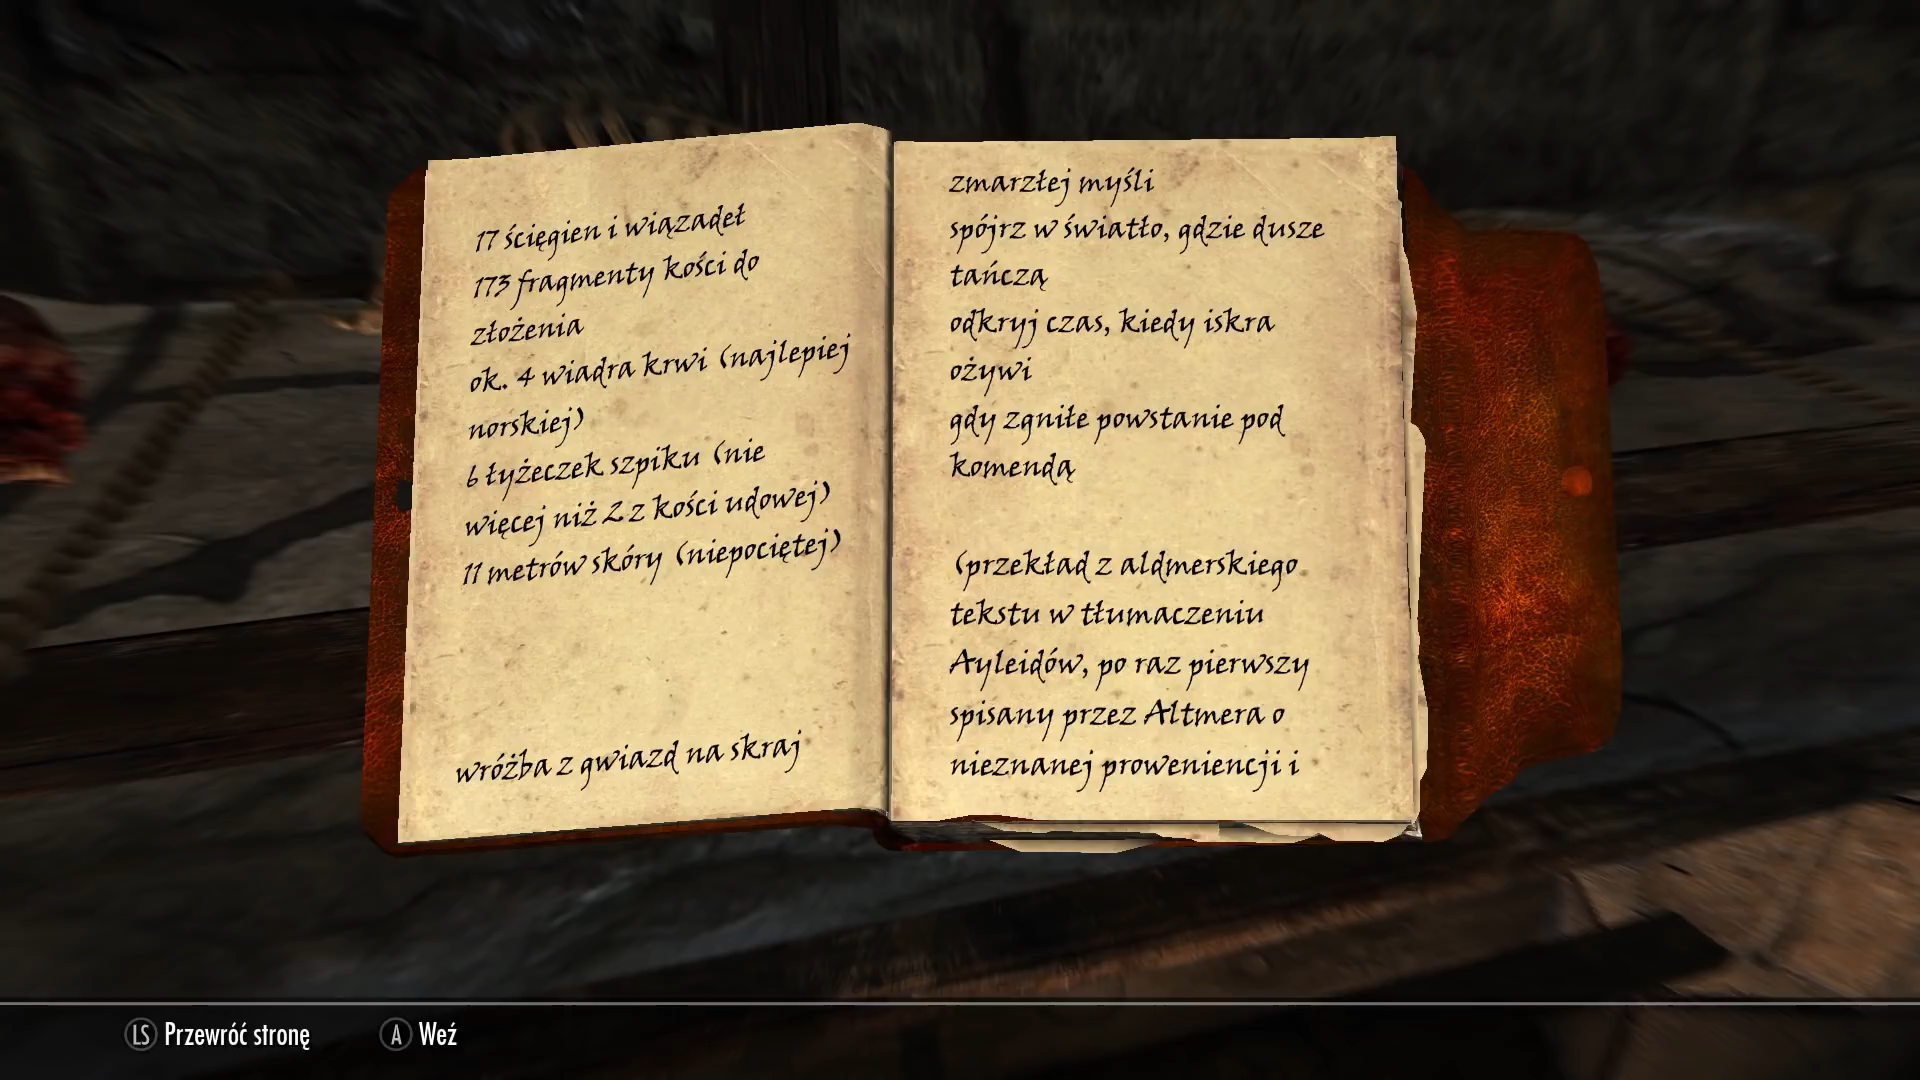 17 ścięgien i wiązadeł
173 fragmenty kości do
złożenia
ok. 4 wiadra krwi (najlepiej
norskiej)
6 łyżeczek szpiku (nie
więcej niż 2 z kości udowej)
11 metrów skóry (niepociętej)
wróżba z gwiazd na skraj
zmarzłej myśli
spójrz w światło, gdzie dusze
tańczą
odkryj czas, kiedy iskra
ożywi
gdy zgniłe powstanie pod
komendą
(przekład z aldmerskiego
tekstu w tłumaczeniu
Ayleidów, po raz pierwszy
spisany przez Altmera o
nieznanej proweniencji i
LS Przewróć stronę
A Weź